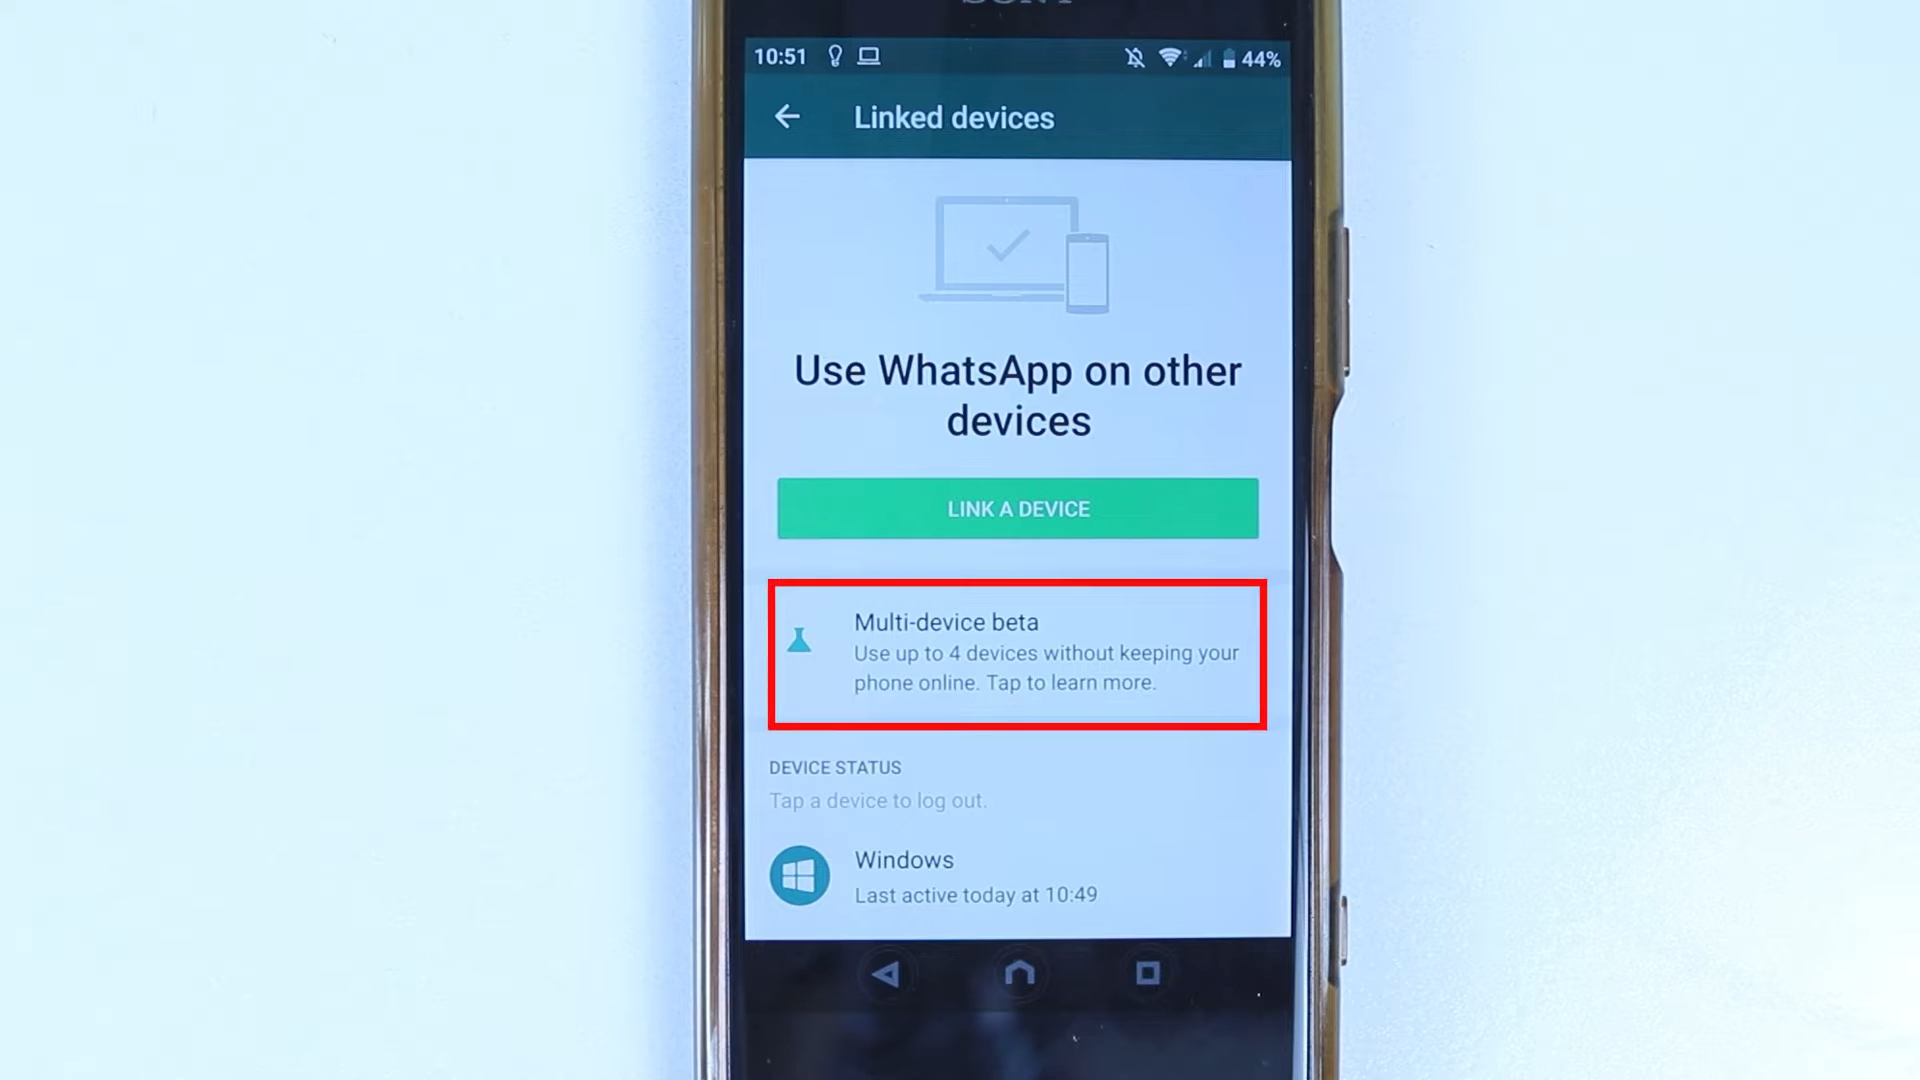 SONY
10:51 44%
Linked devices
Use WhatsApp on other
devices
LINK A DEVICE
Multi-device beta
Use up to 4 devices without keeping your
phone online. Tap to learn more.
DEVICE STATUS
Tap a device to log out.
Windows
Last active today at 10:49